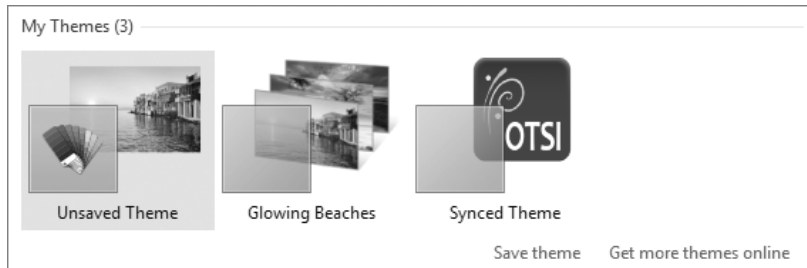 My Themes (3)
OTSI
Unsaved Theme
Glowing Beaches
Synced Theme
Save theme
Get more themes online